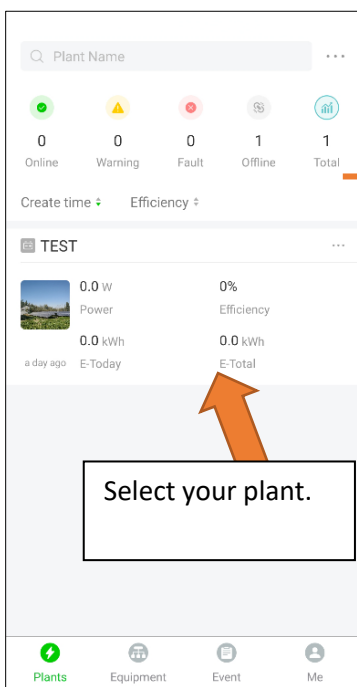 Plant Name
0 0 0 1 1
Online Warning Fault Offline Total
Create time Efficiency
TEST
0.0 W 0%
Power Efficiency
0.0 kWh 0.0 kWh
a day ago E-Today E-Total
Select your plant.
Plants Equipment Event Me